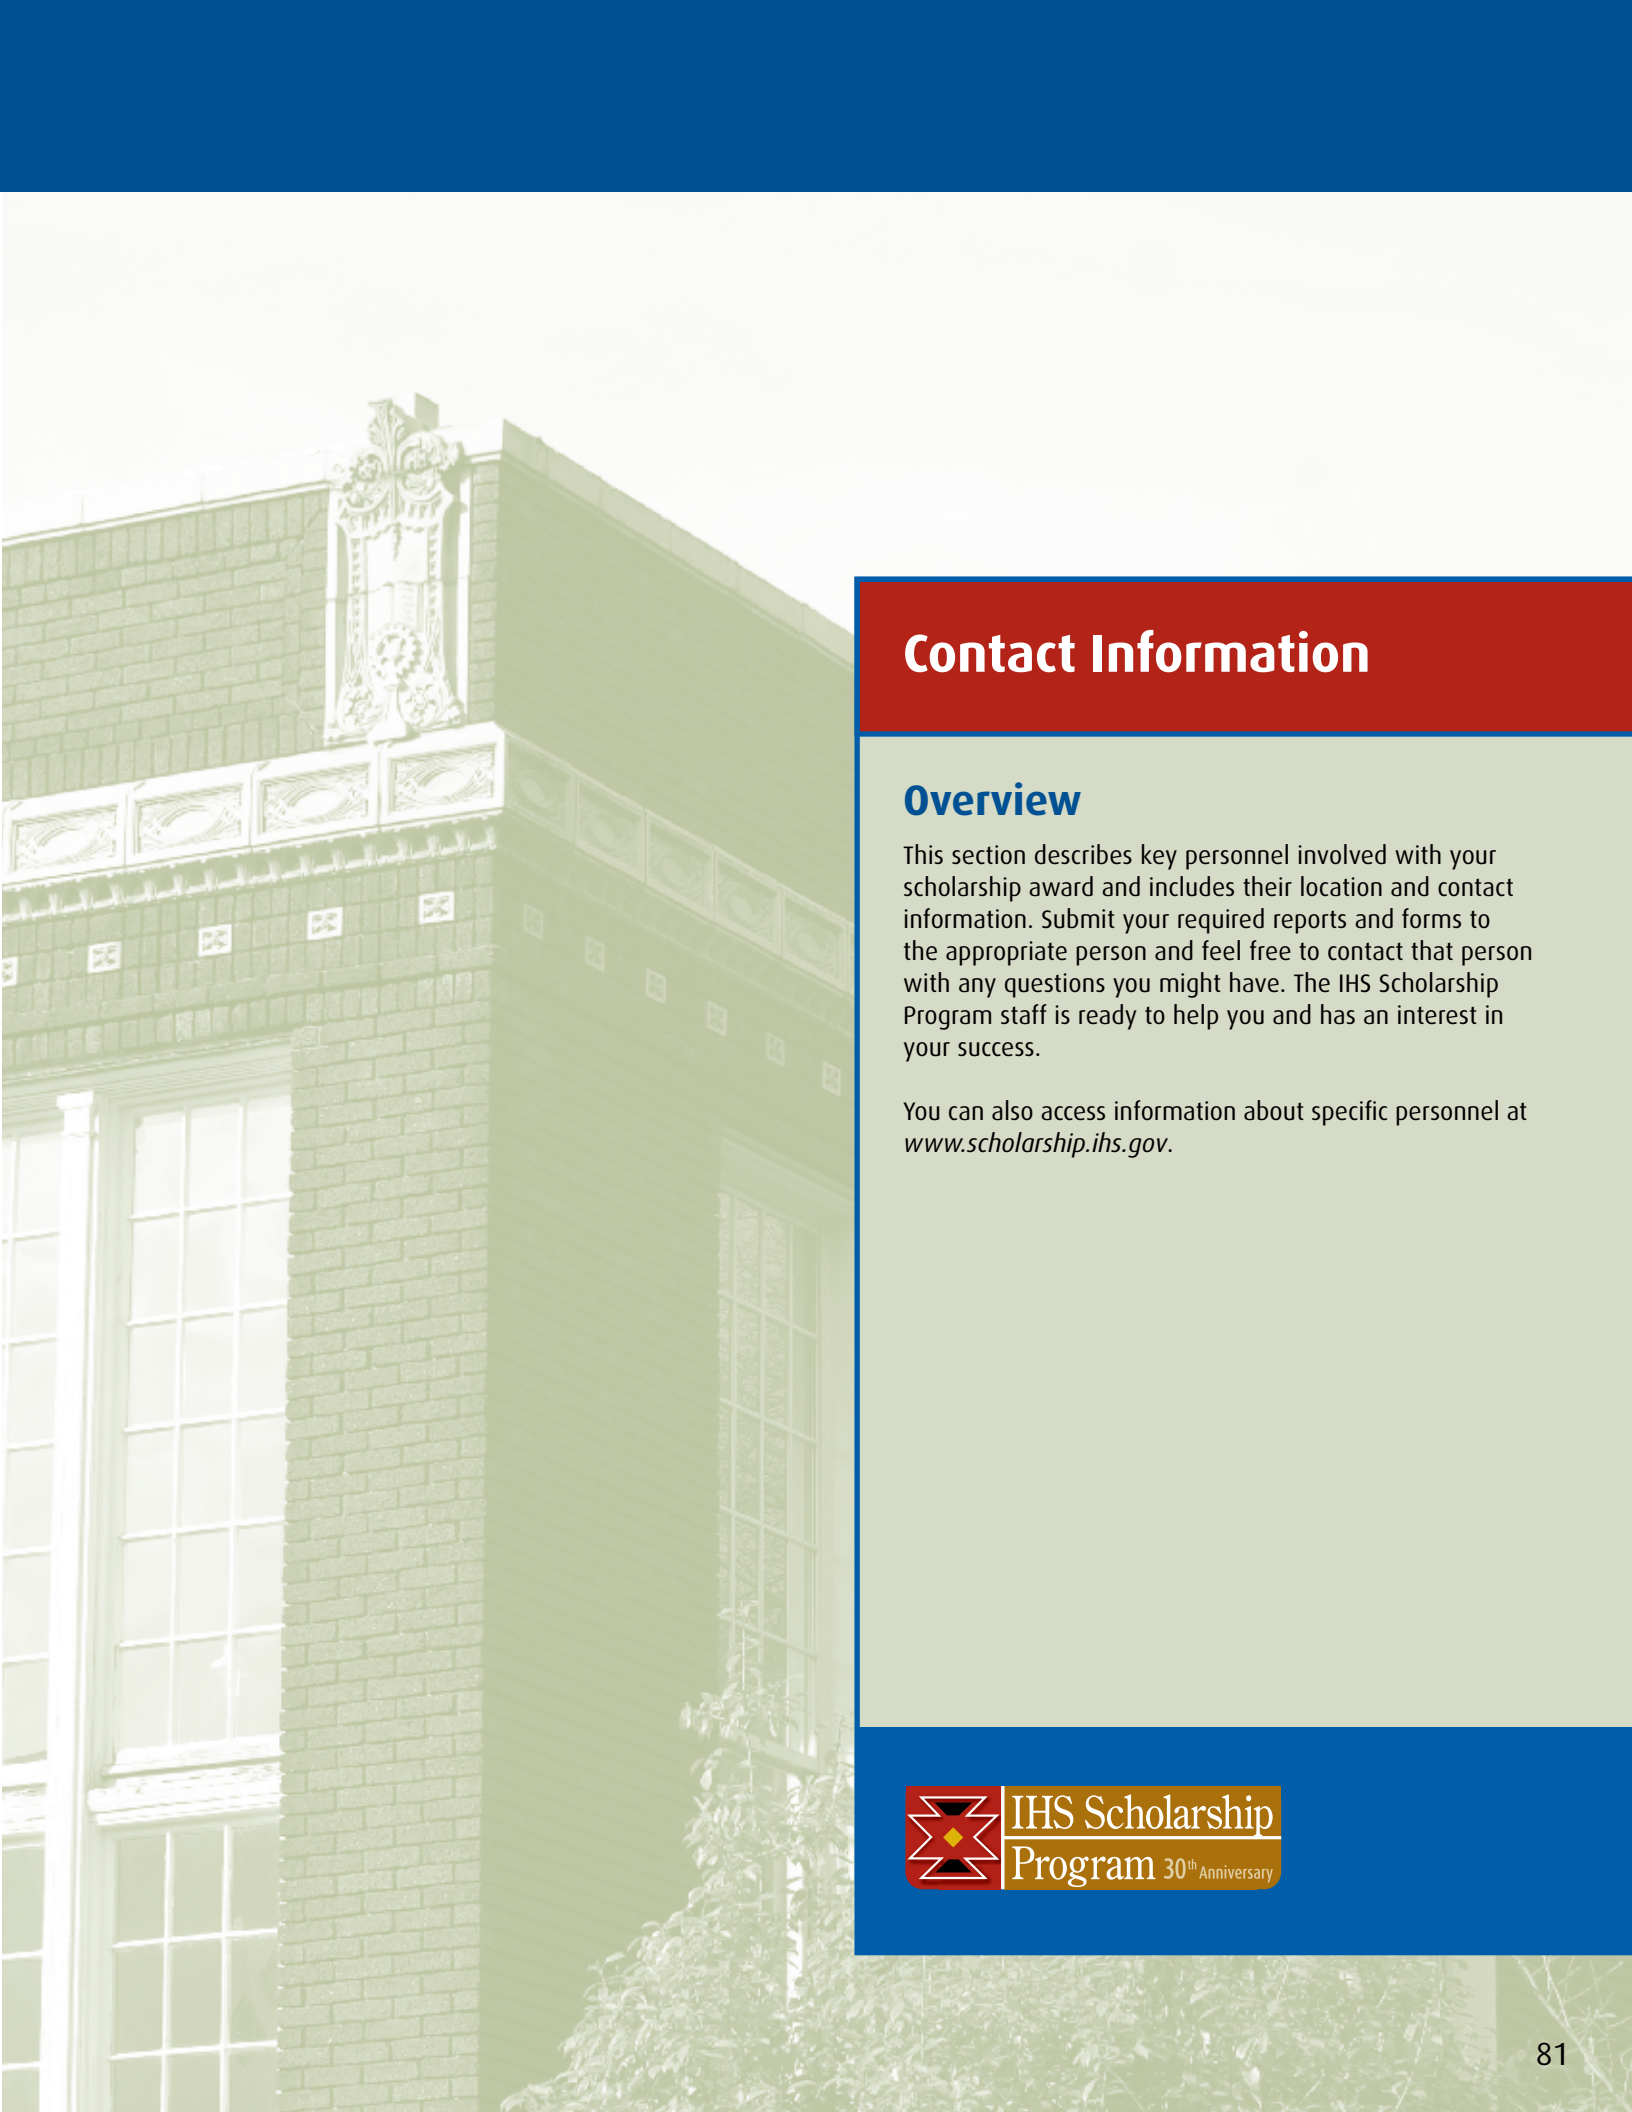 Contact Information
Overview
This section describes key personnel involved with your
scholarship award and includes their location and contact
information. Submit your required reports and forms to
the appropriate person and feel free to contact that person
with any questions you might have. The IHS Scholarship
Program staff is ready to help you and has an interest in
your success.
You can also access information about specific personnel at
www.scholarship.ihs.gov.
IHS Scholarship
Program 30th Anniversary
81